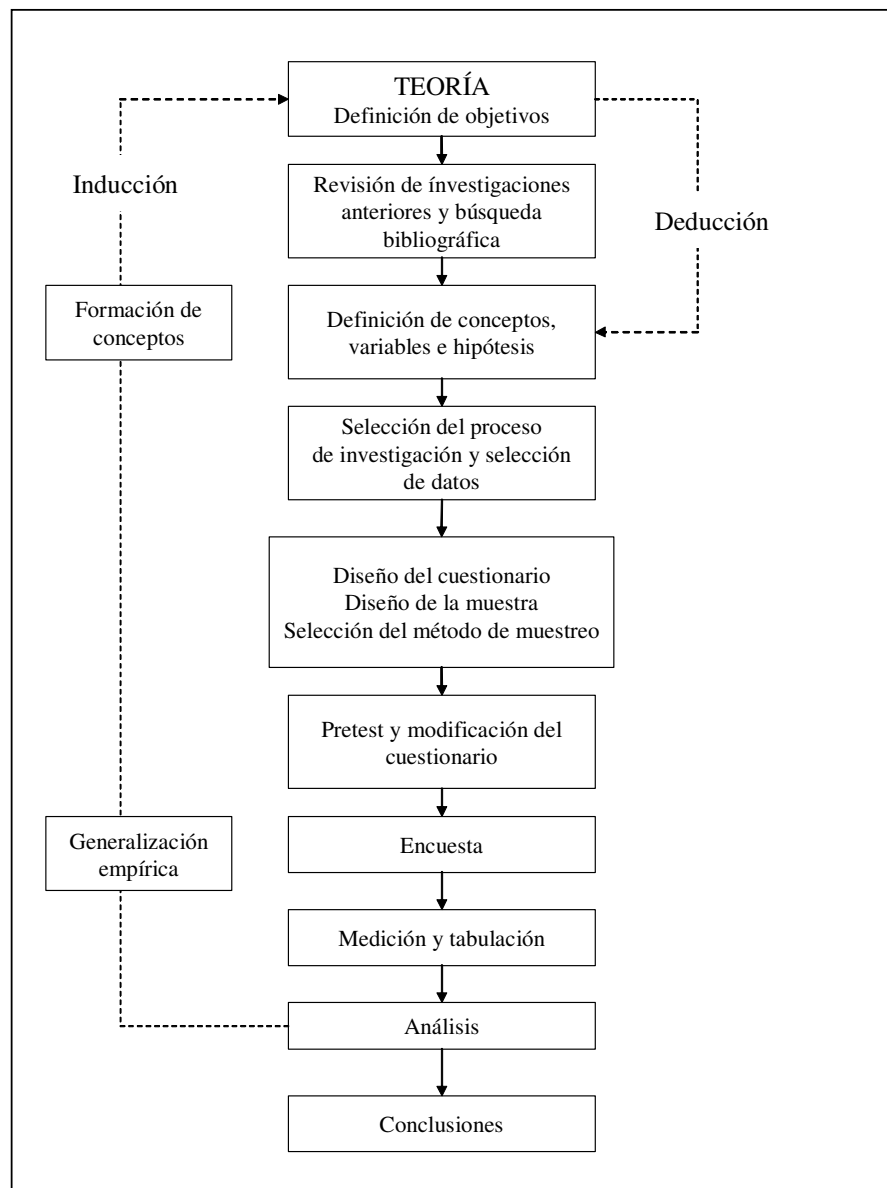 TEORÍA
Definición de objetivos
Revisión de ínvestigaciones
anteriores y búsqueda
bibliográfica
Inducción
Deducción
Formación de
conceptos
Definición de conceptos,
variables e hipótesis
Selección del proceso
de investigación y selección
de datos
Diseño del cuestionario
Diseño de la muestra
Selección del método de muestreo
Pretest y modificación del
cuestionario
Generalización
empírica
Encuesta
Medición y tabulación
Análisis
Conclusiones